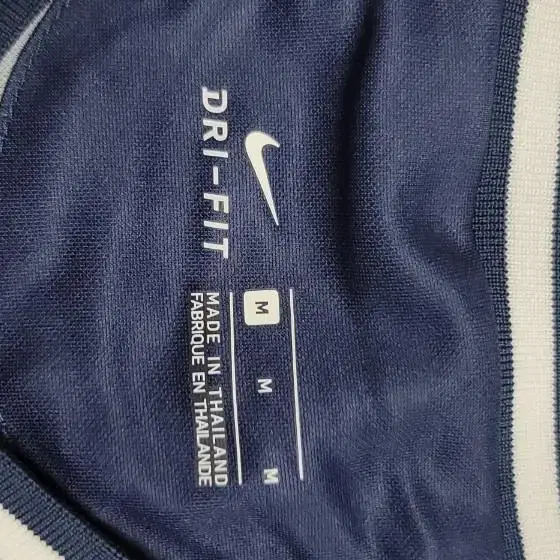 DRI-FIT
M M M
MADE IN THAILAND
FABRIQUE EN THAILANDE